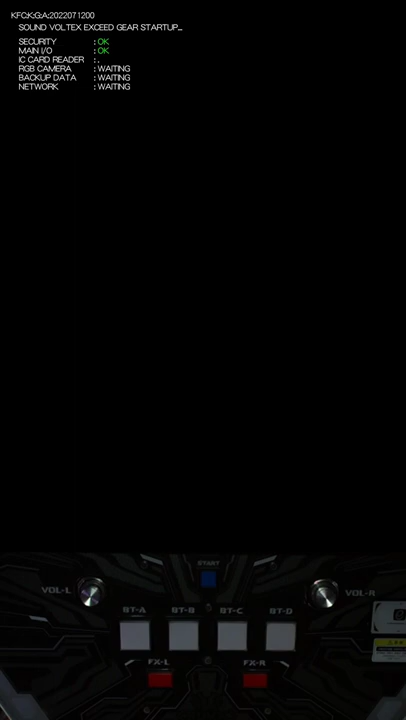 KFC:K:G:A:2022071200
SOUND VOLTEX EXCEED GEAR STARTUP...
SECURITY : OK
MAIN I/O : OK
IC CARD READER : .
RGB CAMERA : WAITING
BACKUP DATA : WAITING
NETWORK : WAITING
START
VOL-L
VOL-R
BT-A
BT-B
BT-C
BT-D
FX-L
FX-R